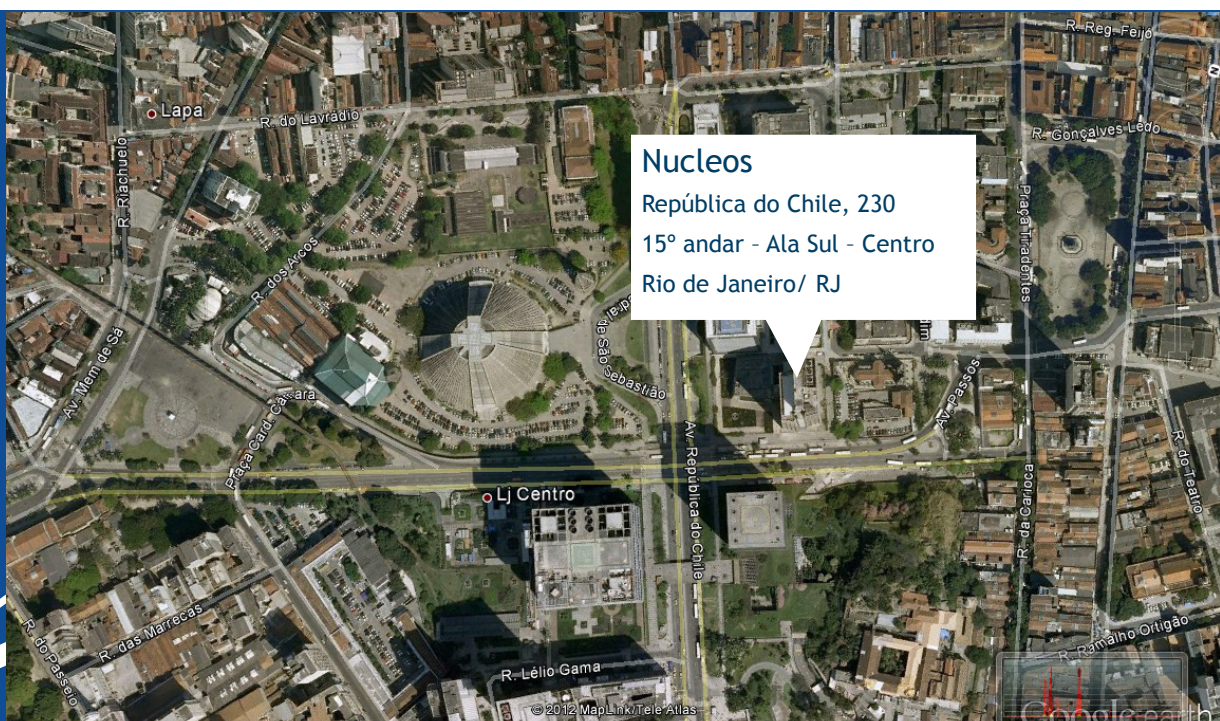 R. Reg. Feijó
Lapa
R. do Lavradio
R. Gonçalves Ledo
R. Riachuelo
Nucleos
República do Chile, 230
15º andar – Ala Sul – Centro
Rio de Janeiro/ RJ
Praça Tiradentes
R. dos Arcos
de São Sebastião
Av. Mem de Sá
Av. Passos
Praça Card. Câmara
R. do Teatro
Av. República do Chile
Lj Centro
R. da Carioca
R. das Marrecas
R. do Passeio
R. Ramalho Ortigão
R. Lélio Gama
© 2012 MapLink/Tele Atlas
Google earth